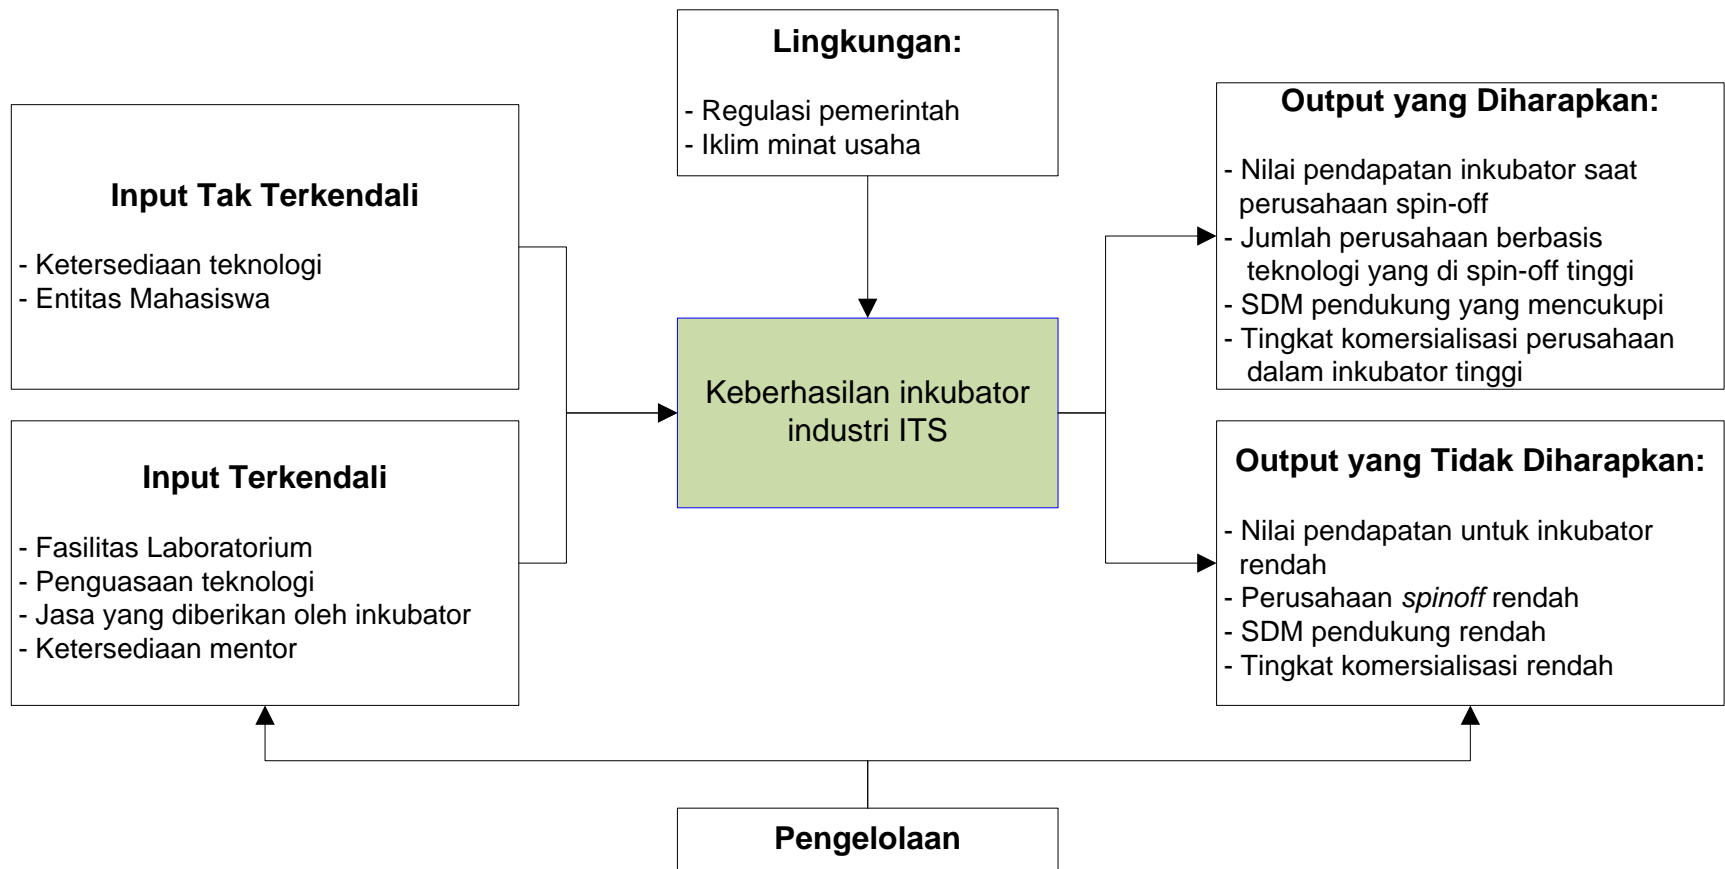 Lingkungan:
- Regulasi pemerintah
- Iklim minat usaha
Input Tak Terkendali
- Ketersediaan teknologi
- Entitas Mahasiswa
Input Terkendali
- Fasilitas Laboratorium
- Penguasaan teknologi
- Jasa yang diberikan oleh inkubator
- Ketersediaan mentor
Keberhasilan inkubator
industri ITS
Output yang Diharapkan:
- Nilai pendapatan inkubator saat
perusahaan spin-off
- Jumlah perusahaan berbasis
teknologi yang di spin-off tinggi
- SDM pendukung yang mencukupi
- Tingkat komersialisasi perusahaan
dalam inkubator tinggi
Output yang Tidak Diharapkan:
- Nilai pendapatan untuk inkubator
rendah
- Perusahaan spinoff rendah
- SDM pendukung rendah
- Tingkat komersialisasi rendah
Pengelolaan